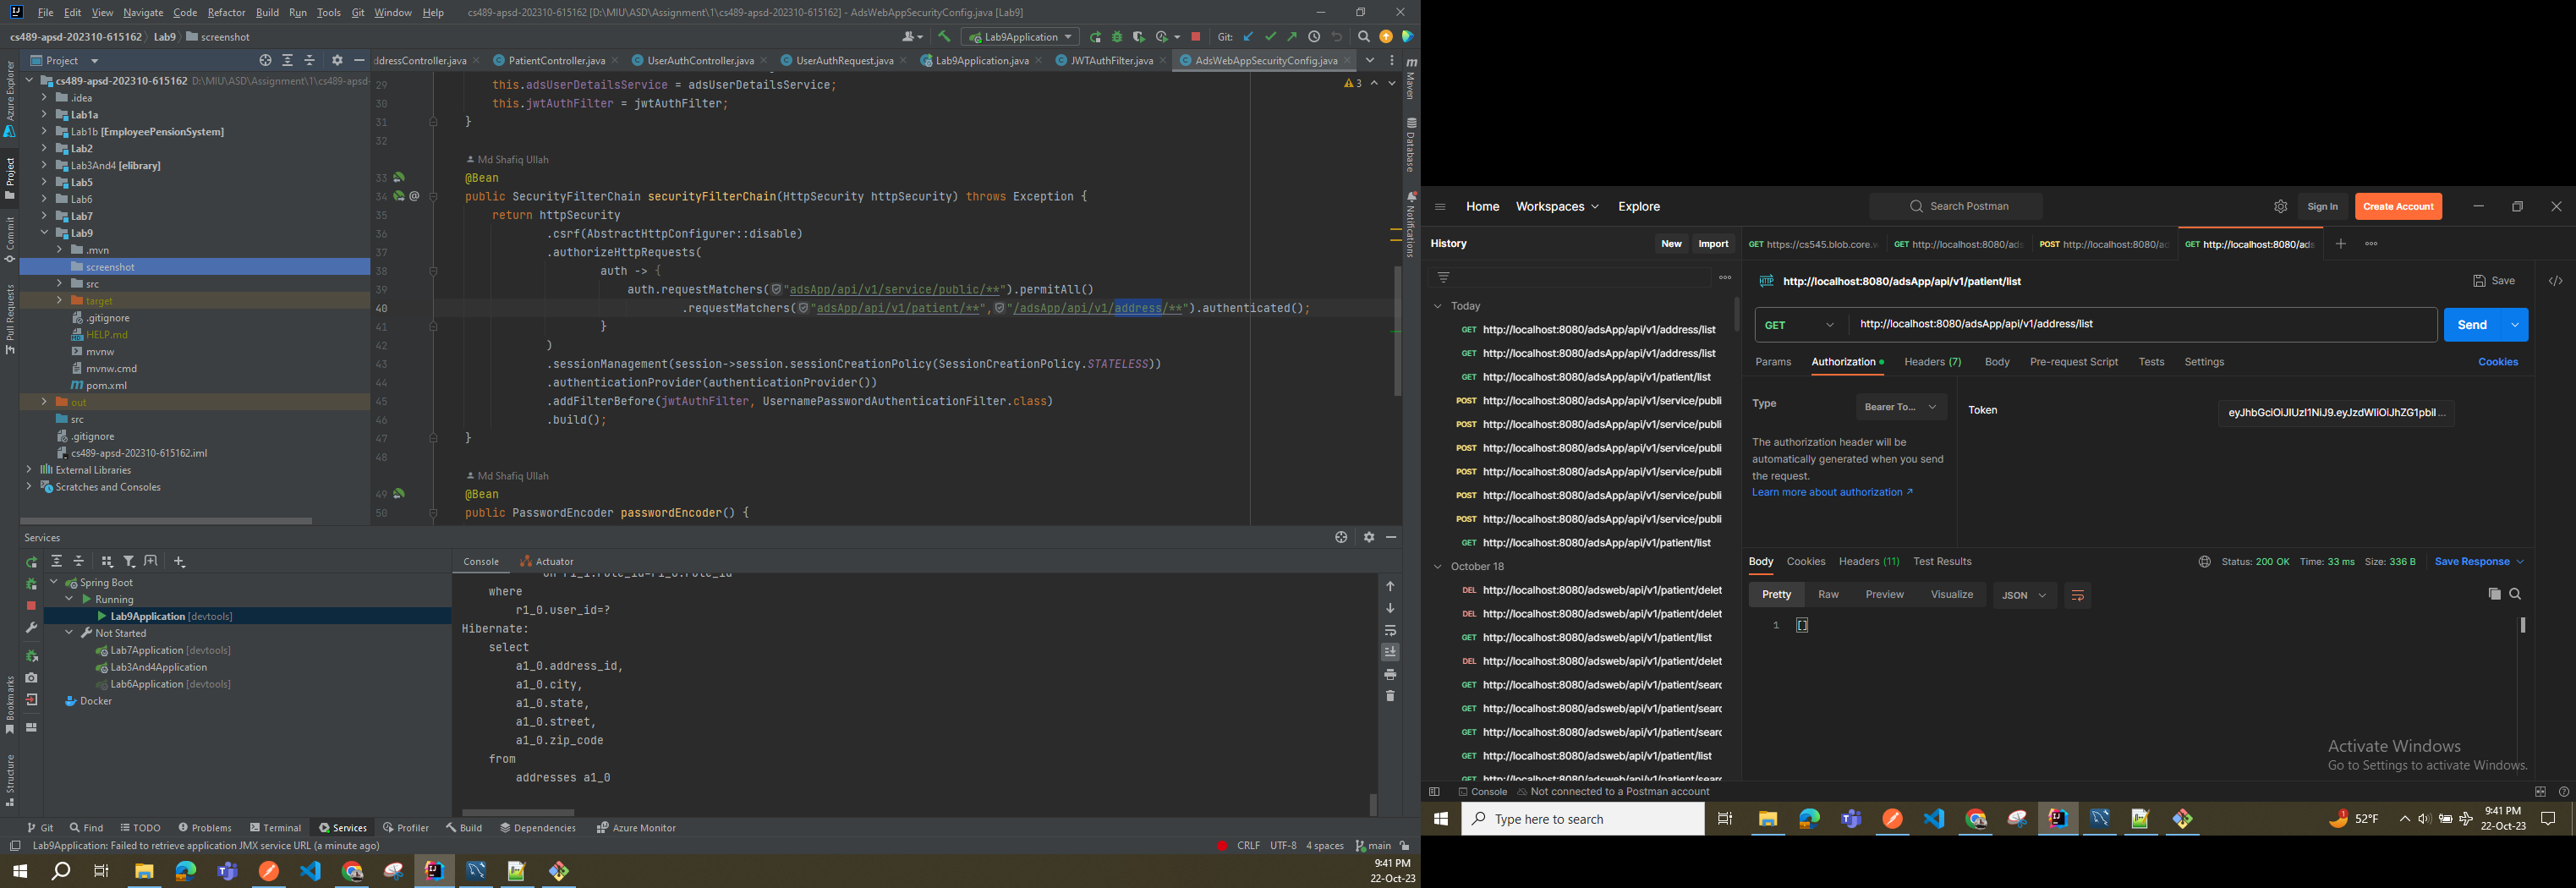 File Edit View Navigate Code Refactor Build Run Tools Git Window Help cs489-apsd-202310-615162 [D:\MIU\ASD\Assignment\1\cs489-apsd-202310-615162] - AdsWebAppSecurityConfig.java [Lab9]
cs489-apsd-202310-615162 Lab9 screenshot
Lab9Application Git:
Project
ddressController.java PatientController.java UserAuthController.java UserAuthRequest.java Lab9Application.java JWTAuthFilter.java AdsWebAppSecurityConfig.java
cs489-apsd-202310-615162 D:\MIU\ASD\Assignment\1\cs489-apsd-
.idea
Lab1a
Lab1b [EmployeePensionSystem]
Lab2
Lab3And4 [elibrary]
Lab5
Lab6
Lab7
Lab9
.mvn
screenshot
src
target
.gitignore
HELP.md
mvnw
mvnw.cmd
pom.xml
out
src
.gitignore
cs489-apsd-202310-615162.iml
External Libraries
Scratches and Consoles
Azure Explorer
Project
Commit
Pull Requests
Bookmarks
Structure
Maven
Database
Notifications
3
29 this.adsUserDetailsService = adsUserDetailsService;
30 this.jwtAuthFilter = jwtAuthFilter;
31 }
32
Md Shafiq Ullah
33 @Bean
34 public SecurityFilterChain securityFilterChain(HttpSecurity httpSecurity) throws Exception {
35 return httpSecurity
36 .csrf(AbstractHttpConfigurer::disable)
37 .authorizeHttpRequests(
38 auth -> {
39 auth.requestMatchers("adsApp/api/v1/service/public/**").permitAll()
40 .requestMatchers("adsApp/api/v1/patient/**","/adsApp/api/v1/address/**").authenticated();
41 }
42 )
43 .sessionManagement(session->session.sessionCreationPolicy(SessionCreationPolicy.STATELESS))
44 .authenticationProvider(authenticationProvider())
45 .addFilterBefore(jwtAuthFilter, UsernamePasswordAuthenticationFilter.class)
46 .build();
47 }
48
Md Shafiq Ullah
49 @Bean
50 public PasswordEncoder passwordEncoder() {
Services
Console Actuator
Spring Boot
Running
Lab9Application [devtools]
Not Started
Lab7Application [devtools]
Lab3And4Application
Lab6Application [devtools]
Docker
on r1_1.role_id=r1_0.role_id
where
r1_0.user_id=?
Hibernate:
select
a1_0.address_id,
a1_0.city,
a1_0.state,
a1_0.street,
a1_0.zip_code
from
addresses a1_0
Git Find TODO Problems Terminal Services Profiler Build Dependencies Azure Monitor
Lab9Application: Failed to retrieve application JMX service URL (a minute ago)
CRLF UTF-8 4 spaces main
9:41 PM
22-Oct-23
Home Workspaces Explore Search Postman Sign In Create Account
History New Import
GET https://cs545.blob.core.w GET http://localhost:8080/ads POST http://localhost:8080/ad GET http://localhost:8080/ads
Today
GET http://localhost:8080/adsApp/api/v1/address/list
GET http://localhost:8080/adsApp/api/v1/address/list
GET http://localhost:8080/adsApp/api/v1/patient/list
POST http://localhost:8080/adsApp/api/v1/service/publi
POST http://localhost:8080/adsApp/api/v1/service/publi
POST http://localhost:8080/adsApp/api/v1/service/publi
POST http://localhost:8080/adsApp/api/v1/service/publi
POST http://localhost:8080/adsApp/api/v1/service/publi
POST http://localhost:8080/adsApp/api/v1/service/publi
GET http://localhost:8080/adsApp/api/v1/patient/list
October 18
DEL http://localhost:8080/adsweb/api/v1/patient/delet
DEL http://localhost:8080/adsweb/api/v1/patient/delet
GET http://localhost:8080/adsweb/api/v1/patient/list
DEL http://localhost:8080/adsweb/api/v1/patient/delet
GET http://localhost:8080/adsweb/api/v1/patient/searc
GET http://localhost:8080/adsweb/api/v1/patient/searc
GET http://localhost:8080/adsweb/api/v1/patient/searc
GET http://localhost:8080/adsweb/api/v1/patient/list
GET http://localhost:8080/adsweb/api/v1/patient/searc
http://localhost:8080/adsApp/api/v1/patient/list Save
GET http://localhost:8080/adsApp/api/v1/address/list Send
Params Authorization Headers (7) Body Pre-request Script Tests Settings Cookies
Type Bearer To...
Token eyJhbGciOiJIUzI1NiJ9.eyJzdWIiOiJhZG1pbiI ...
The authorization header will be
automatically generated when you send
the request.
Learn more about authorization
Body Cookies Headers (11) Test Results Status: 200 OK Time: 33 ms Size: 336 B Save Response
Pretty Raw Preview Visualize JSON
1 []
Activate Windows
Go to Settings to activate Windows.
Console Not connected to a Postman account
Type here to search
52°F
9:41 PM
22-Oct-23